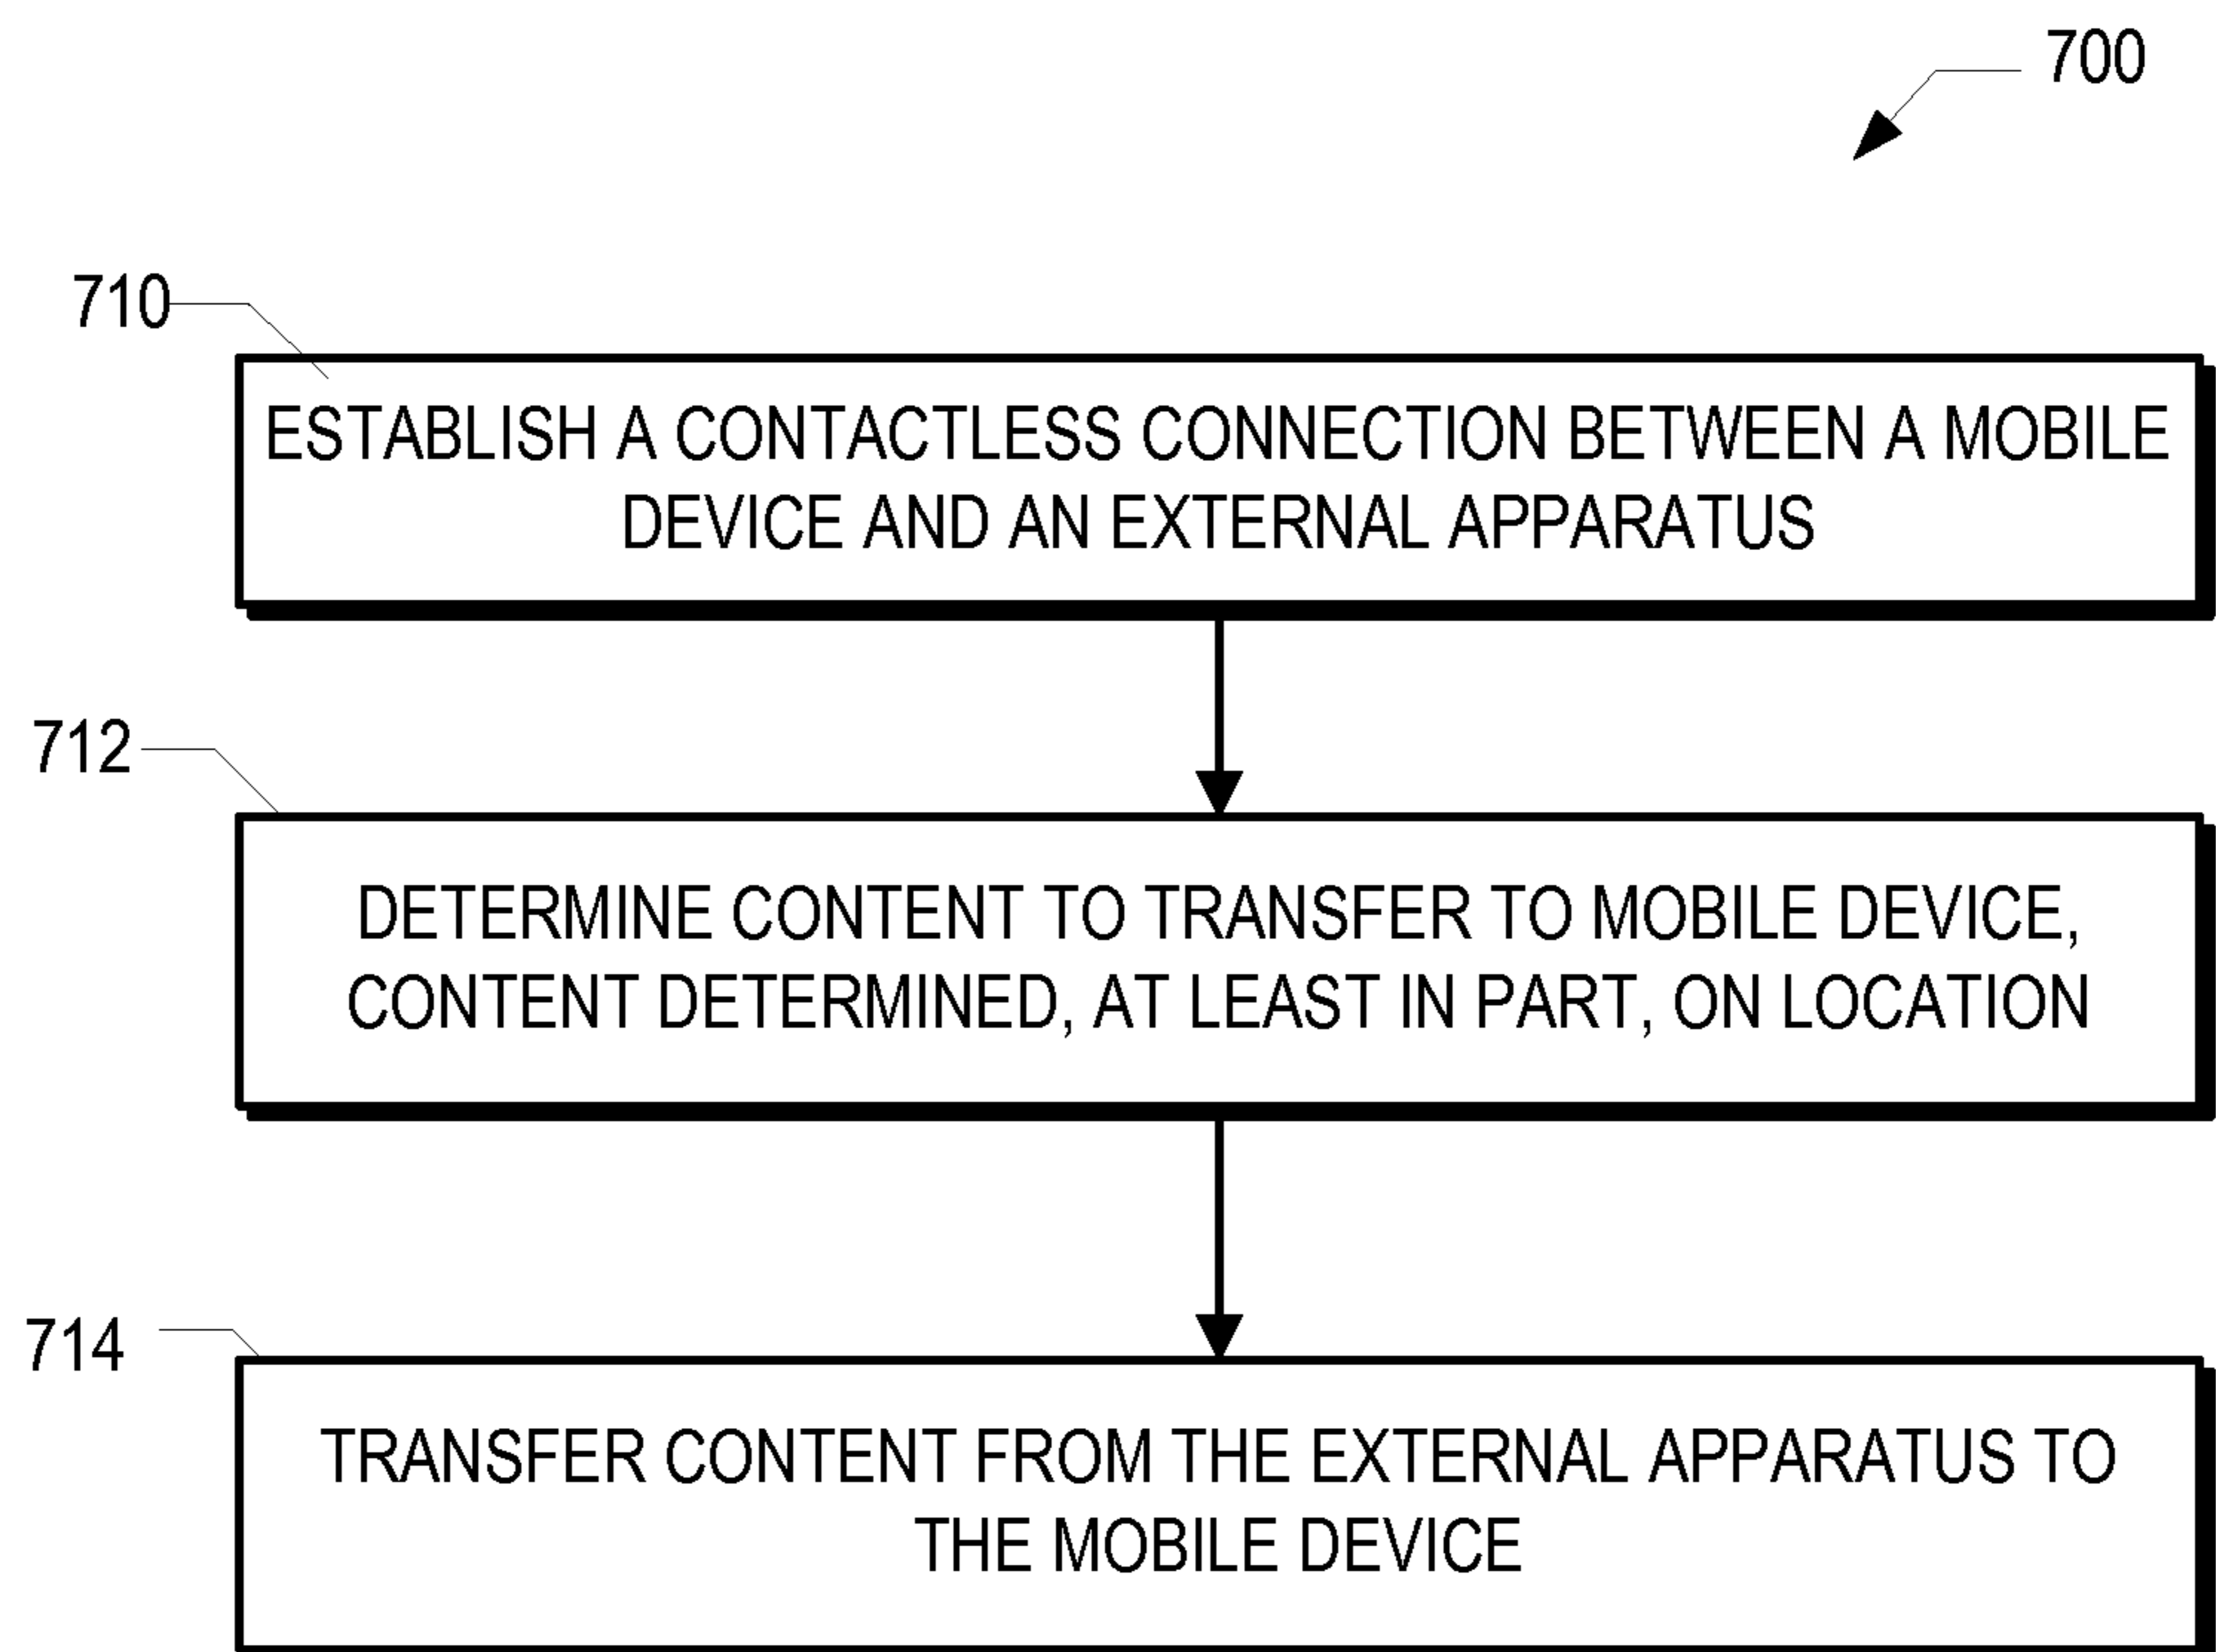 700
710
ESTABLISH A CONTACTLESS CONNECTION BETWEEN A MOBILE
DEVICE AND AN EXTERNAL APPARATUS
712
DETERMINE CONTENT TO TRANSFER TO MOBILE DEVICE,
CONTENT DETERMINED, AT LEAST IN PART, ON LOCATION
714
TRANSFER CONTENT FROM THE EXTERNAL APPARATUS TO
THE MOBILE DEVICE